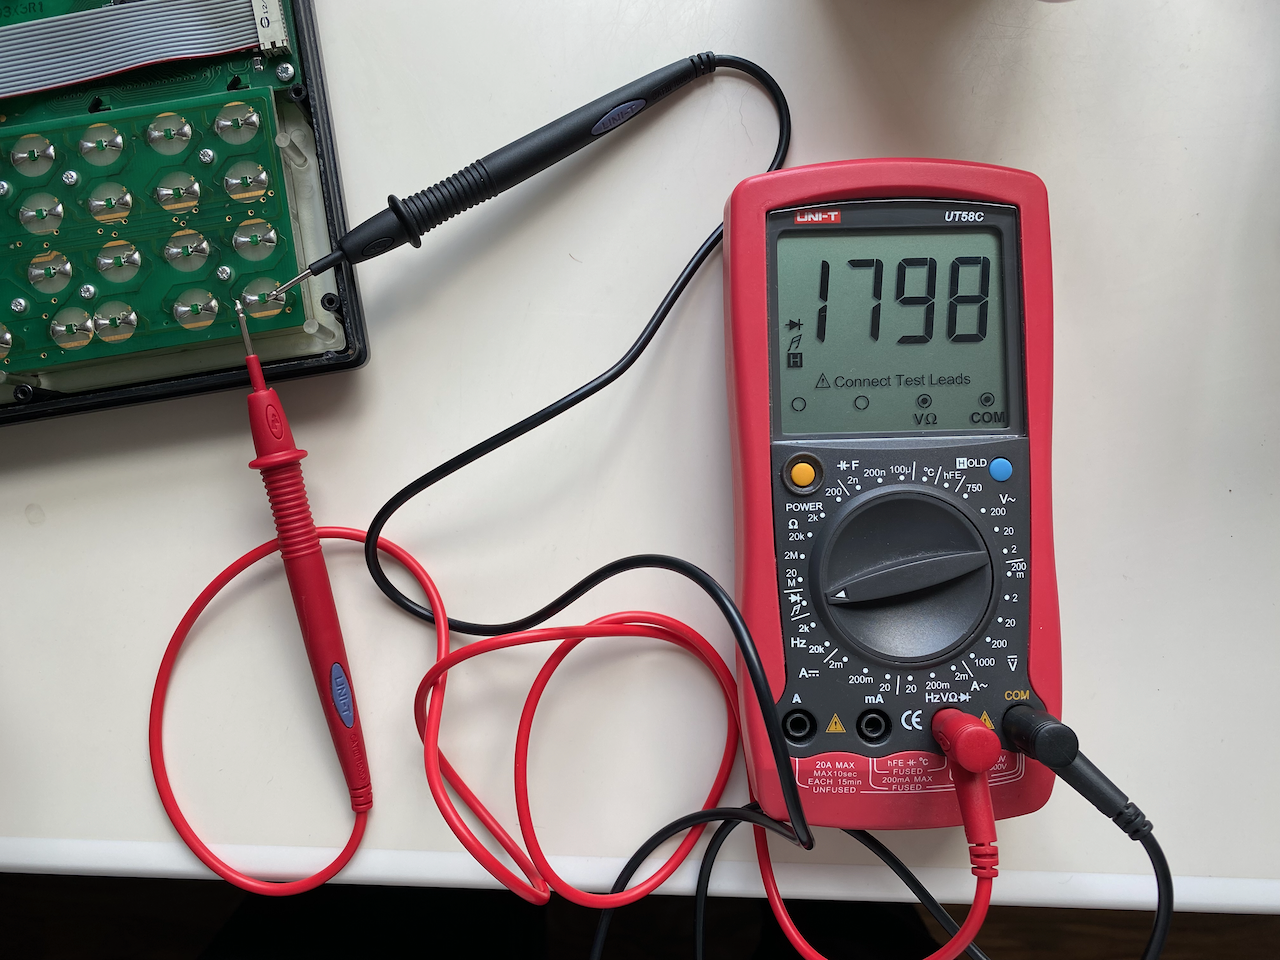 UNI-T
UNI-T
UT58C
1798
H
Connect Test Leads
VΩ
COM
F
200n
100µ
°C
hFE
HOLD
2n
200
750
V~
POWER
Ω
2k
20k
2M
20
M
2k
Hz
20k
2m
A
200m
20
20
200m
2m
A~
200
20
2
200
m
2
20
200
1000
V
A
mA
HzVΩ
COM
CE
20A MAX
MAX10sec
EACH 15min
UNFUSED
hFE °C
FUSED
200mA MAX
FUSED
UNI-T